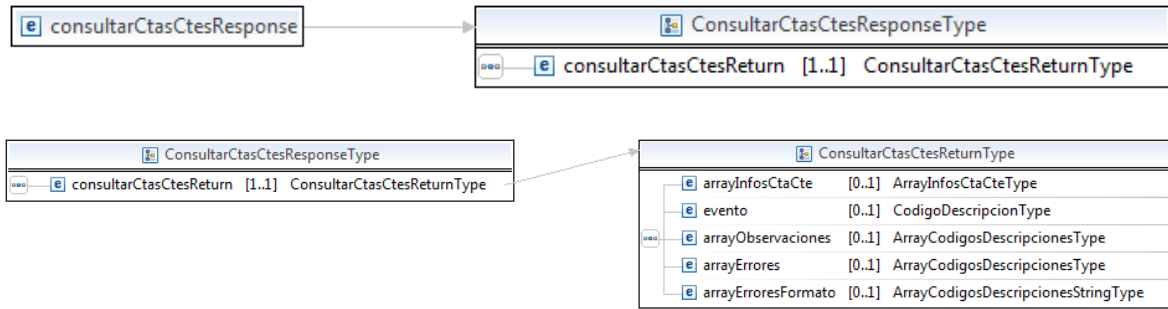 consultarCtasCtesResponse
ConsultarCtasCtesResponseType
consultarCtasCtesReturn [1..1] ConsultarCtasCtesReturnType
ConsultarCtasCtesResponseType
consultarCtasCtesReturn [1..1] ConsultarCtasCtesReturnType
ConsultarCtasCtesReturnType
arrayInfosCtaCte [0..1] ArrayInfosCtaCteType
evento [0..1] CodigoDescripcionType
arrayObservaciones [0..1] ArrayCodigosDescripcionesType
arrayErrores [0..1] ArrayCodigosDescripcionesType
arrayErroresFormato [0..1] ArrayCodigosDescripcionesStringType